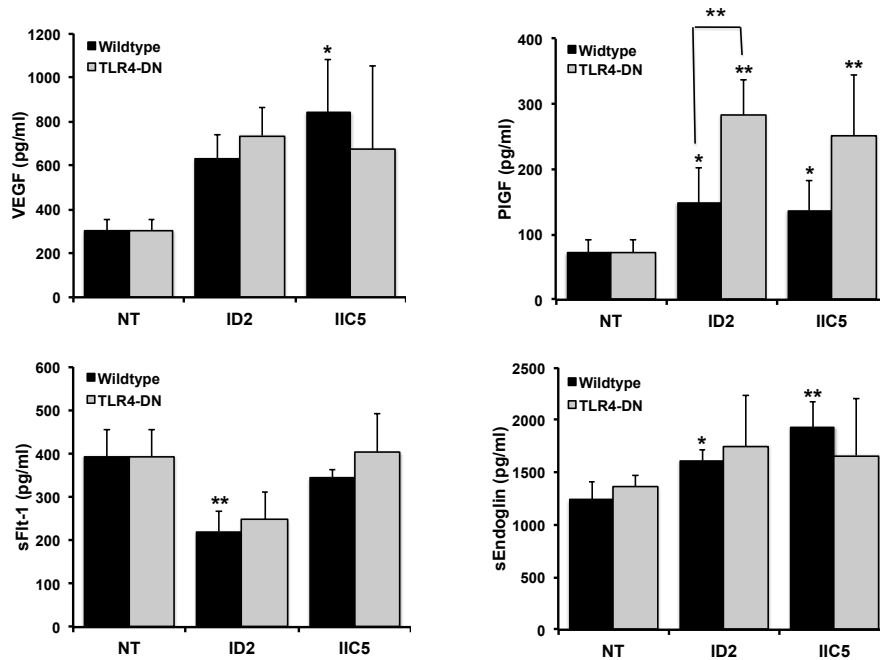 1200
1000
800
600
400
200
0
VEGF (pg/ml)
Wildtype
TLR4-DN
*
NT ID2 IIC5
400
300
200
100
0
PlGF (pg/ml)
Widtype
TLR4-DN
**
*
**
*
**
NT ID2 IIC5
600
500
400
300
200
100
0
sFlt-1 (pg/ml)
Wildtype
TLR4-DN
**
NT ID2 IIC5
2500
2000
1500
1000
500
0
sEndoglin (pg/ml)
Wildtype
TLR4-DN
*
**
NT ID2 IIC5